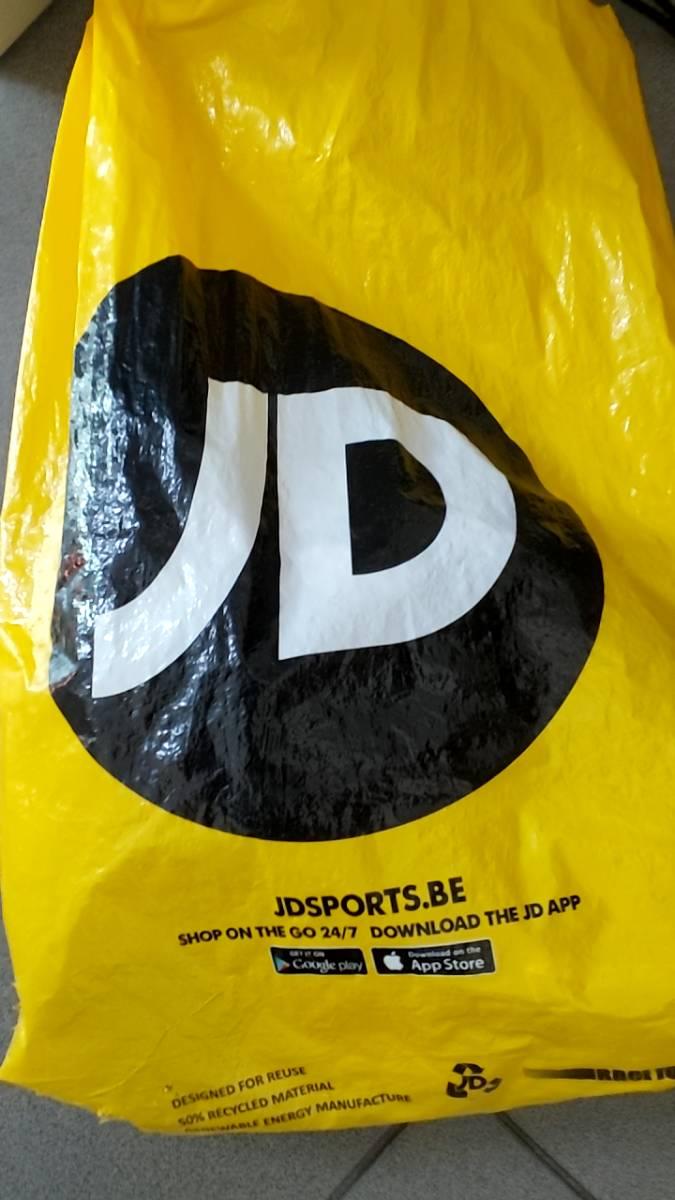 JD
JDSPORTS.BE
SHOP ON THE GO 24/7 DOWNLOAD THE JD APP
GET IT ON
Google play
Download on the
App Store
DESIGNED FOR REUSE
50% RECYCLED MATERIAL
RENEWABLE ENERGY MANUFACTURE
JD